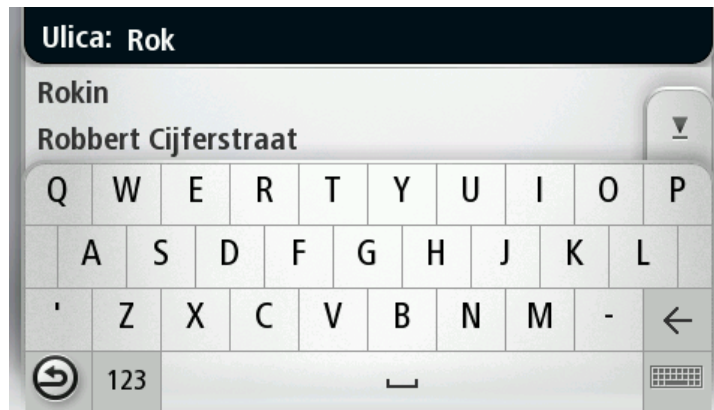 Ulica: Rok
Rokin
Robbert Cijferstraat
Q W E R T Y U I O P
A S D F G H J K L
' Z X C V B N M -
123